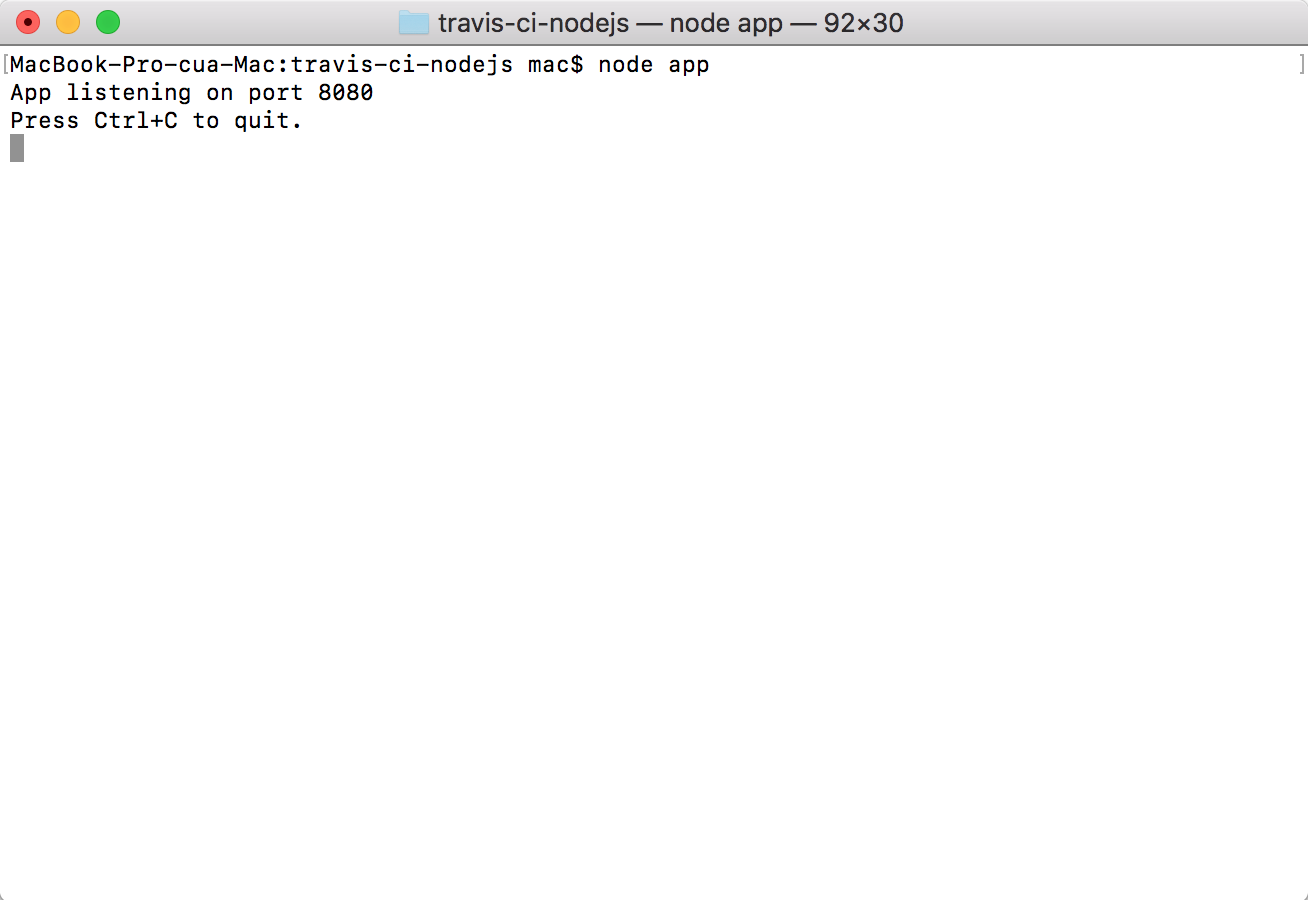 travis-ci-nodejs — node app — 92×30
[MacBook-Pro-cua-Mac:travis-ci-nodejs mac$ node app ]
App listening on port 8080
Press Ctrl+C to quit.